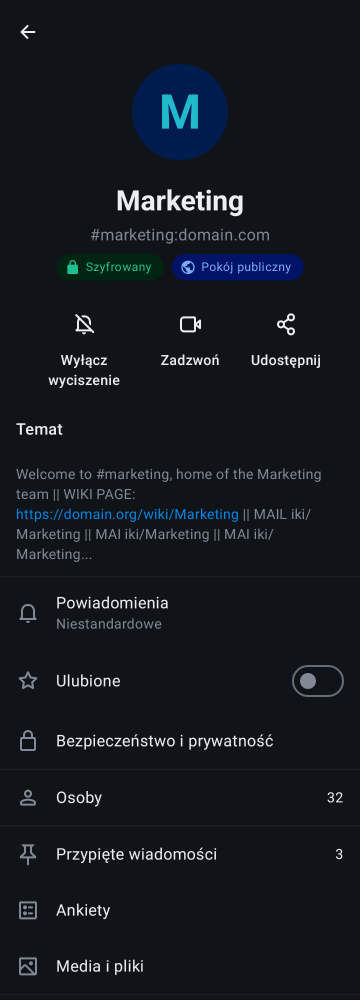 M
Marketing
#marketing:domain.com
Szyfrowany
Pokój publiczny
Wyłącz
wyciszenie
Zadzwoń
Udostępnij
Temat
Welcome to #marketing, home of the Marketing
team || WIKI PAGE:
https://domain.org/wiki/Marketing || MAIL iki/
Marketing || MAI iki/Marketing || MAI iki/
Marketing...
Powiadomienia
Niestandardowe
Ulubione
Bezpieczeństwo i prywatność
Osoby 32
Przypięte wiadomości 3
Ankiety
Media i pliki